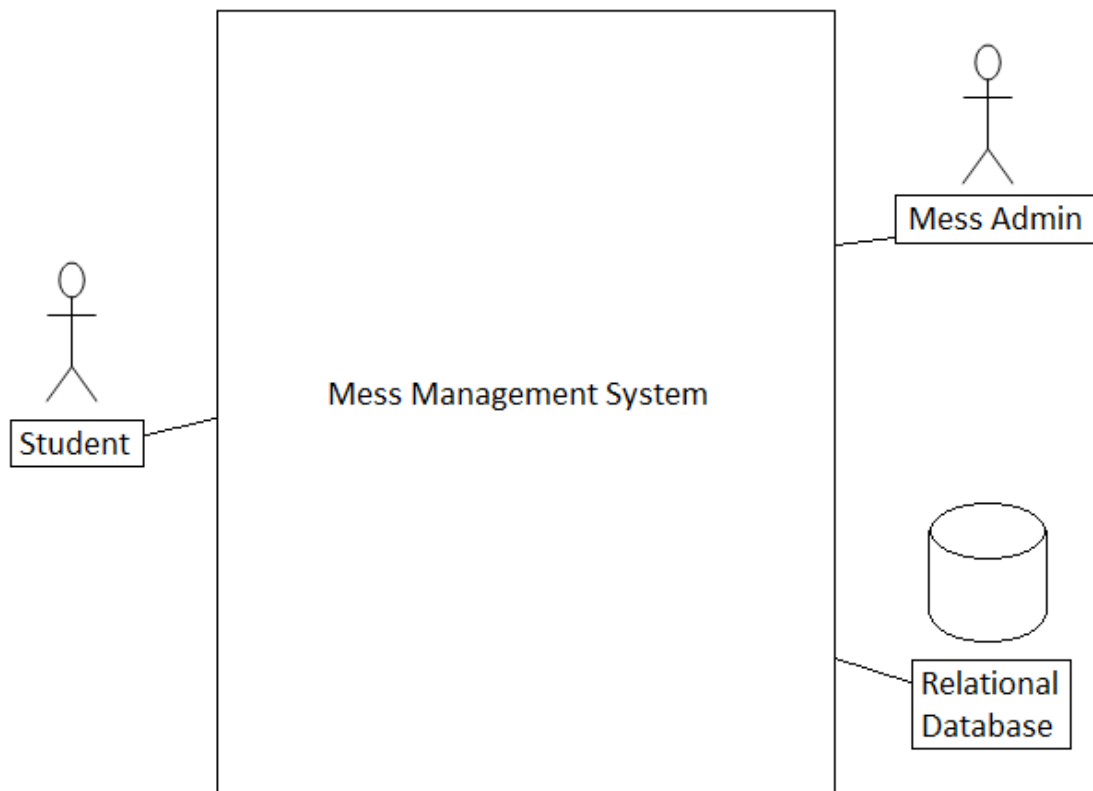 Mess Admin
Mess Management System
Student
Relational
Database